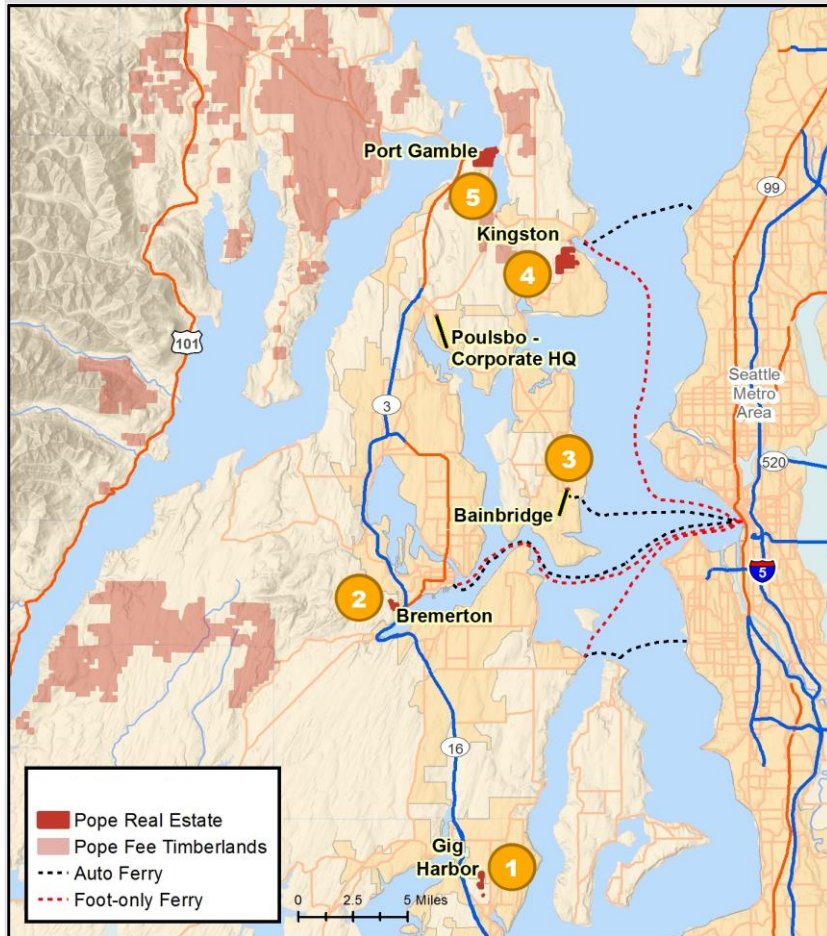 Port Gamble
5
99
Kingston
4
Poulsbo -
Corporate HQ
101
Seattle
Metro
Area
3
3
520
Bainbridge
5
2
Bremerton
16
Gig
Harbor
1
Pope Real Estate
Pope Fee Timberlands
Auto Ferry
Foot-only Ferry
0 2.5 5 Miles